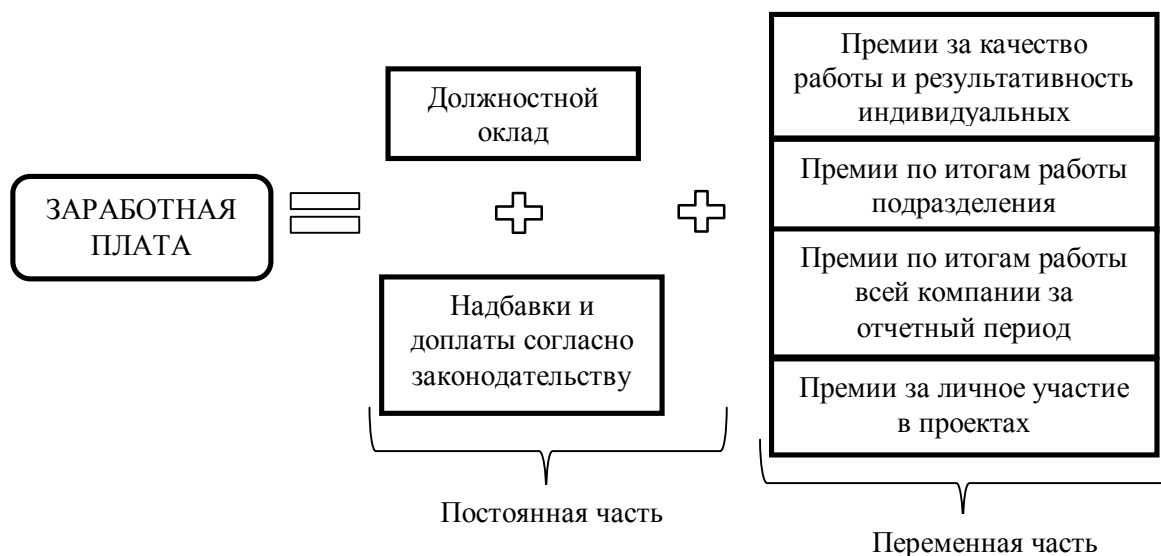 ЗАРАБОТНАЯ
ПЛАТА
Должностной
оклад
Надбавки и
доплаты согласно
законодательству
Постоянная часть
Премии за качество
работы и результативность
индивидуальных
Премии по итогам работы
подразделения
Премии по итогам работы
всей компании за
отчетный период
Премии за личное участие
в проектах
Переменная часть